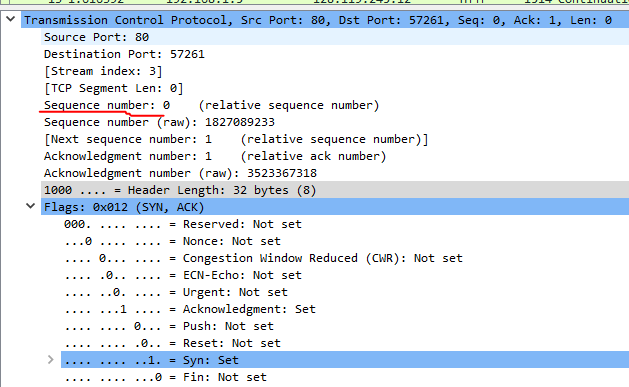 Transmission Control Protocol, Src Port: 80, Dst Port: 57261, Seq: 0, Ack: 1, Len: 0
Source Port: 80
Destination Port: 57261
[Stream index: 3]
[TCP Segment Len: 0]
Sequence number: 0    (relative sequence number)
Sequence number (raw): 1827089233
[Next sequence number: 1    (relative sequence number)]
Acknowledgment number: 1    (relative ack number)
Acknowledgment number (raw): 3523367318
1000 .... = Header Length: 32 bytes (8)
Flags: 0x012 (SYN, ACK)
000. .... .... = Reserved: Not set
...0 .... .... = Nonce: Not set
.... 0... .... = Congestion Window Reduced (CWR): Not set
.... .0.. .... = ECN-Echo: Not set
.... ..0. .... = Urgent: Not set
.... ...1 .... = Acknowledgment: Set
.... .... 0... = Push: Not set
.... .... .0.. = Reset: Not set
.... .... ..1. = Syn: Set
.... .... ...0 = Fin: Not set